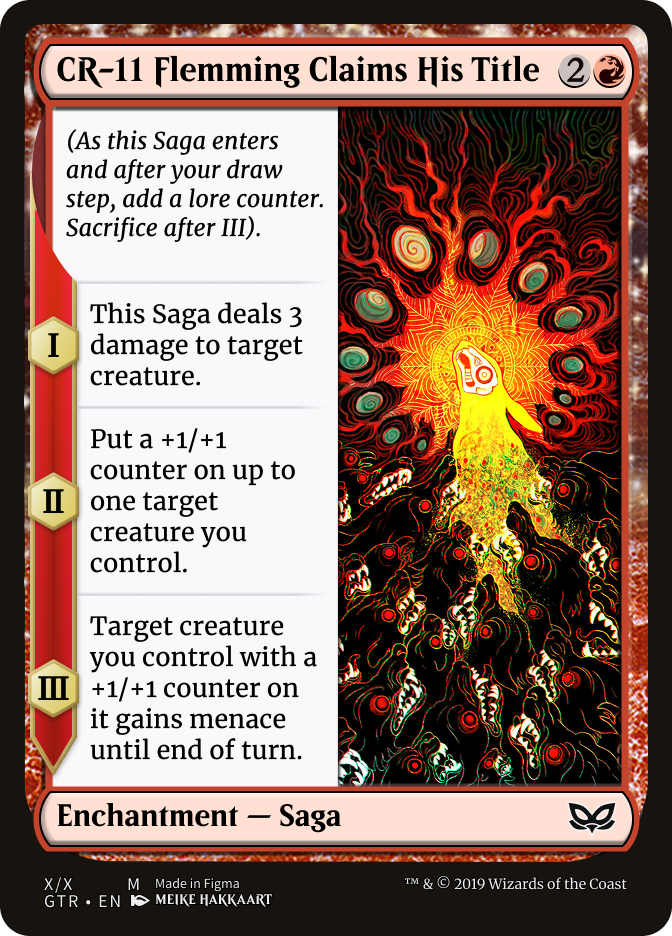 CR-11 Flemming Claims His Title 2
(As this Saga enters
and after your draw
step, add a lore counter.
Sacrifice after III).
I
This Saga deals 3
damage to target
creature.
II
Put a +1/+1
counter on up to
one target
creature you
control.
III
Target creature
you control with a
+1/+1 counter on
it gains menace
until end of turn.
Enchantment — Saga
X/X M Made in Figma ™ & © 2019 Wizards of the Coast
GTR • EN MEIKE HAKKAART